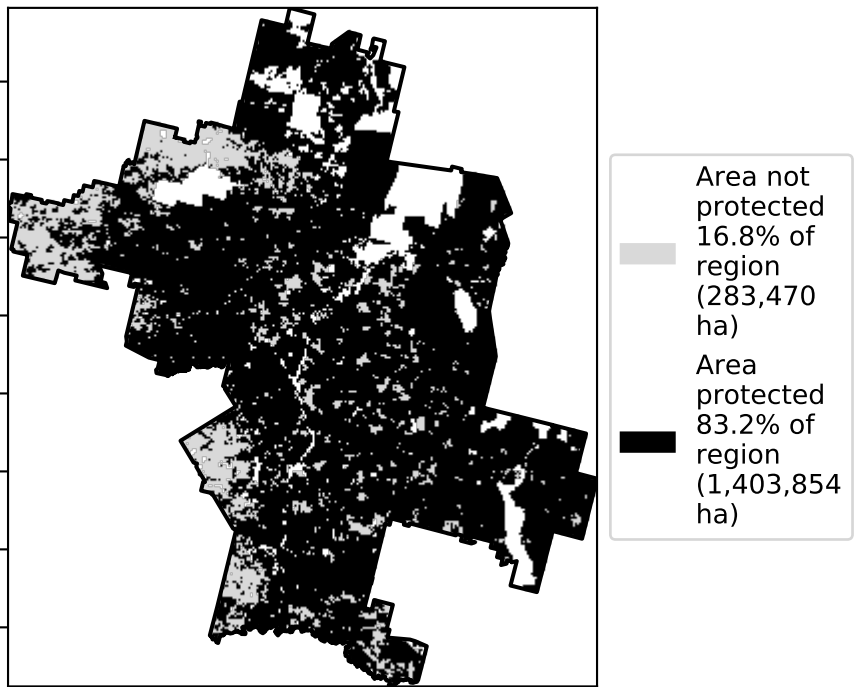 Area not
protected
16.8% of
region
(283,470
ha)
Area
protected
83.2% of
region
(1,403,854
ha)